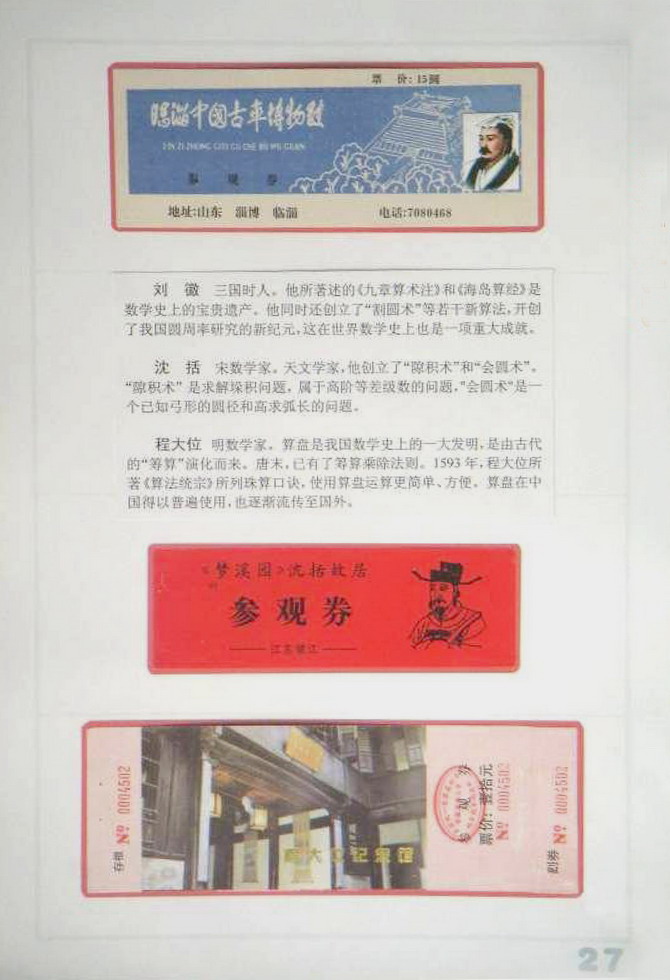 票 价: 15圆
临淄中國古車博物館
LIN ZI ZHONG GUO GU CHE BO WU GUAN
参 观 券
地址:山东 淄博 临淄 电话:7080468
刘 徽 三国时人。他所著述的《九章算术注》和《海岛算经》是
数学史上的宝贵遗产。他同时还创立了“割圆术”等若干新算法,开创
了我国圆周率研究的新纪元,这在世界数学史上也是一项重大成就。
沈 括 宋数学家。天文学家,他创立了“隙积术”和“会圆术”。
“隙积术” 是求解垛积问题,属于高阶等差级数的问题,"会圆术"是一
个已知弓形的圆径和高求弧长的问题。
程大位 明数学家。算盘是我国数学史上的一大发明,是由古代
的“筹算”演化而来。唐末,已有了筹算乘除法则。1593 年,程大位所
著《算法统宗》所列珠算口诀,使用算盘运算更简单、方便。算盘在中
国得以普遍使用,也逐渐流传至国外。
《梦溪园》沈括故居
参观券
江苏镇江
存根 № 0004502
程大位纪念馆
参 观 券
票价: 壹拾元
№ 0004502
副券 № 0004502
27